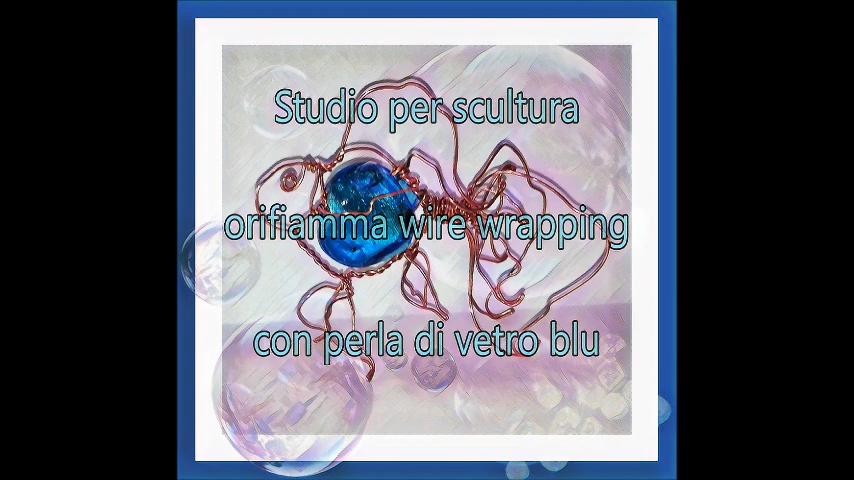 Studio per scultura
orifiamma wire wrapping
con perla di vetro blu